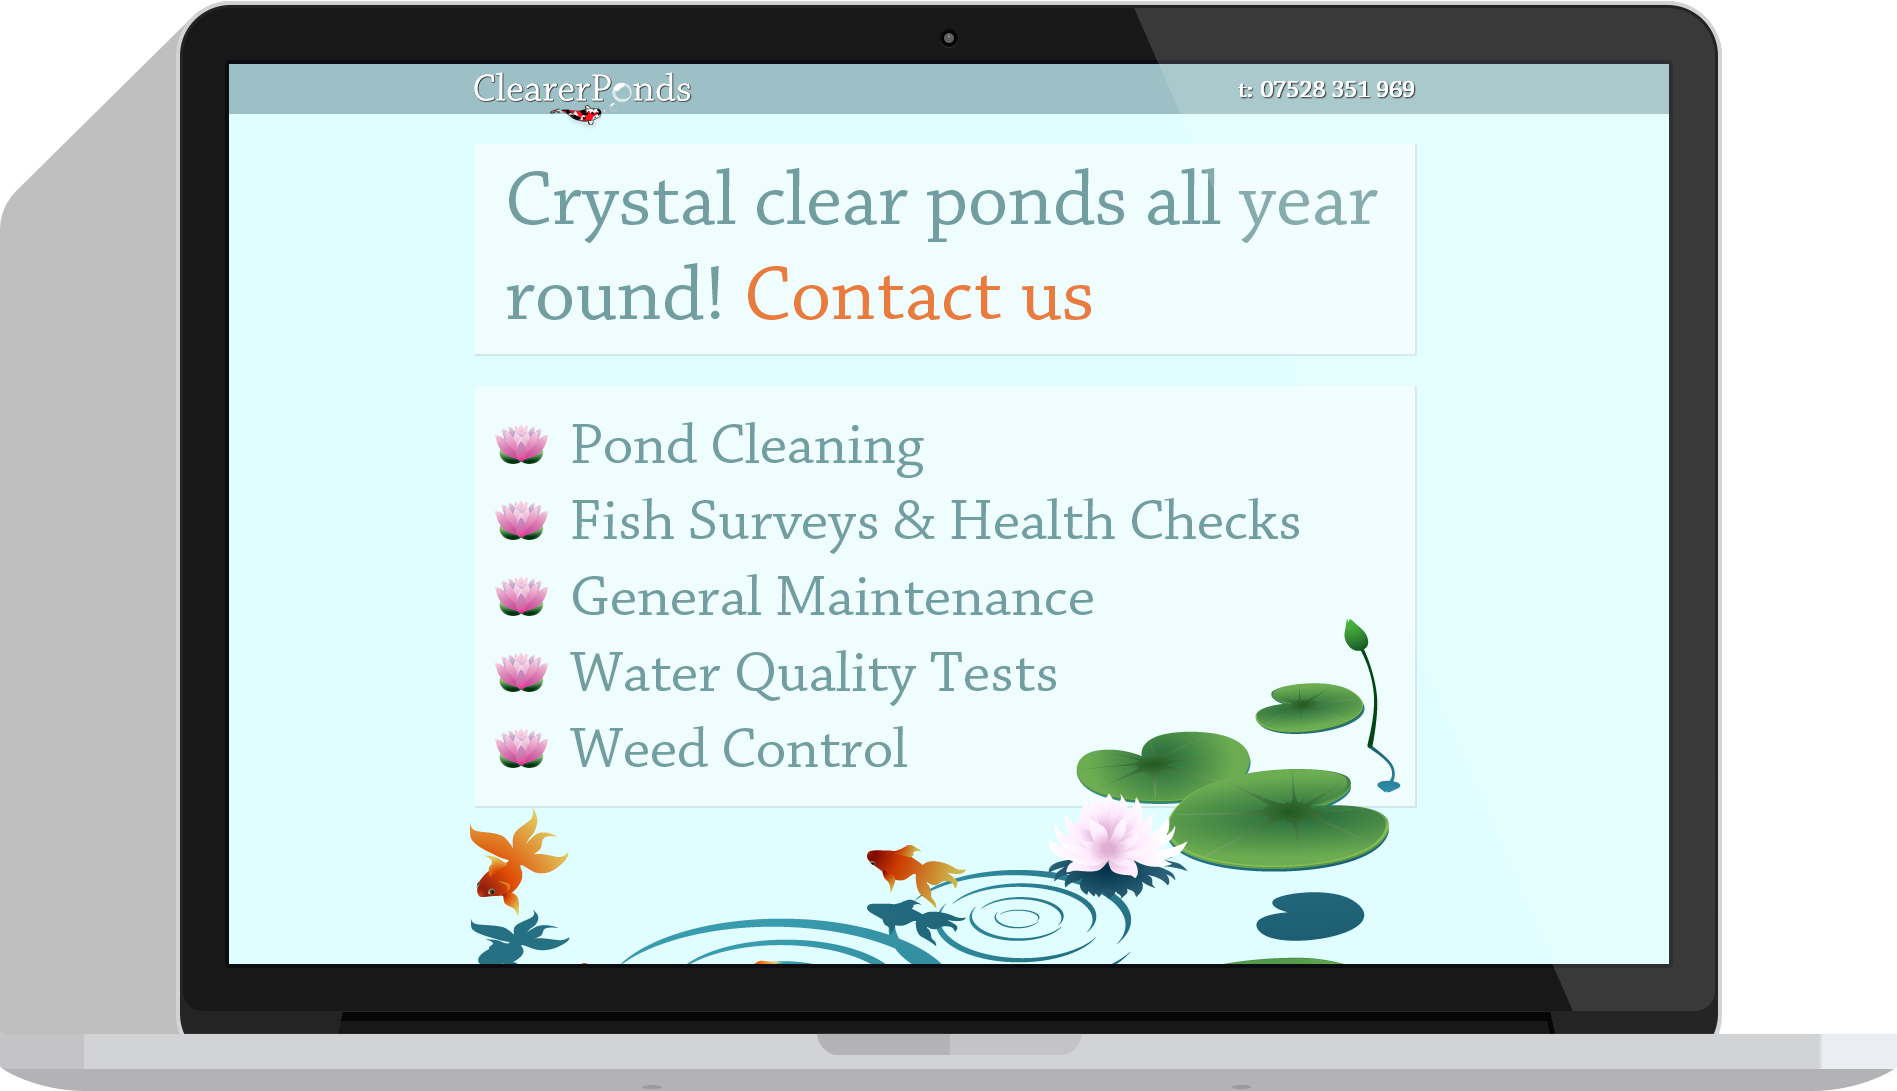 ClearerPonds
t: 07528 351 969
Crystal clear ponds all year
round! Contact us
Pond Cleaning
Fish Surveys & Health Checks
General Maintenance
Water Quality Tests
Weed Control